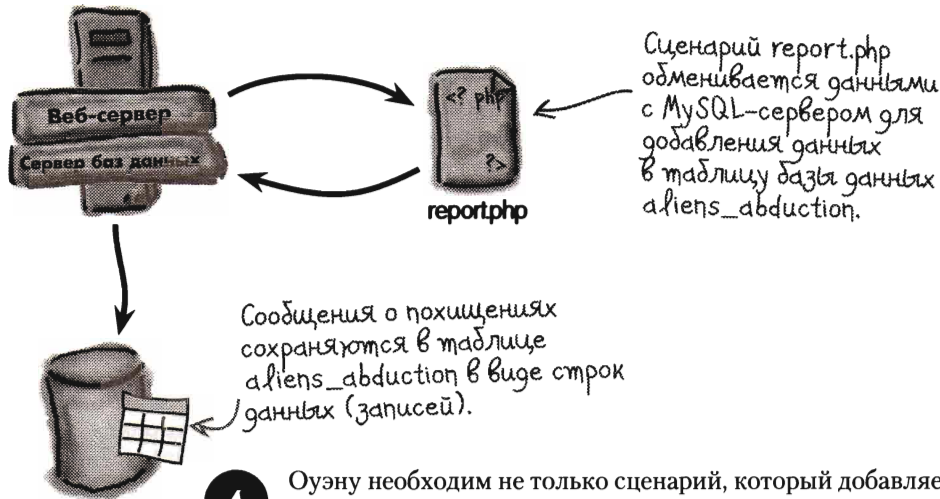 Веб-сервер
Сервер баз данных
<? php
?>
report.php
Сценарий report.php
обменивается данными
с MySQL-сервером для
добавления данных
в таблицу базы данных
aliens_abduction.
Сообщения о похищениях
сохраняются в таблице
aliens_abduction в виде строк
данных (записей).
Оуэну необходим не только сценарий, который добавляе